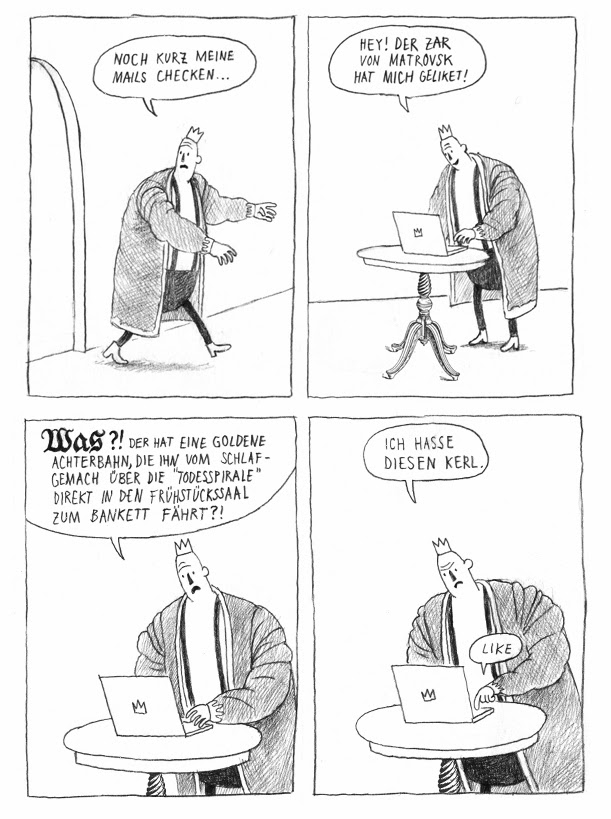 NOCH KURZ MEINE
MAILS CHECKEN...
HEY! DER ZAR
VON MATROVSK
HAT MICH GELIKET!
Was?! DER HAT EINE GOLDENE
ACHTERBAHN, DIE IHN VOM SCHLAF-
GEMACH ÜBER DIE "TODESSPIRALE"
DIREKT IN DEN FRÜHSTÜCKSSAAL
ZUM BANKETT FÄHRT?!
ICH HASSE
DIESEN KERL.
LIKE